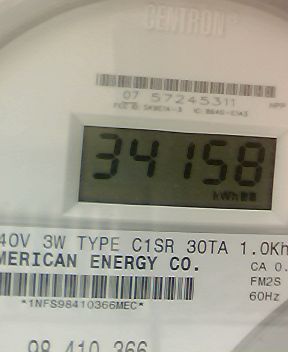 CENTRON®
07 57245311
34158
kWh
40V 3W TYPE C1SR 30TA 1.0Kh
MERICAN ENERGY CO.
CA 0.
FM2S
*1NFS98410366MEC*
60Hz
98 410 366